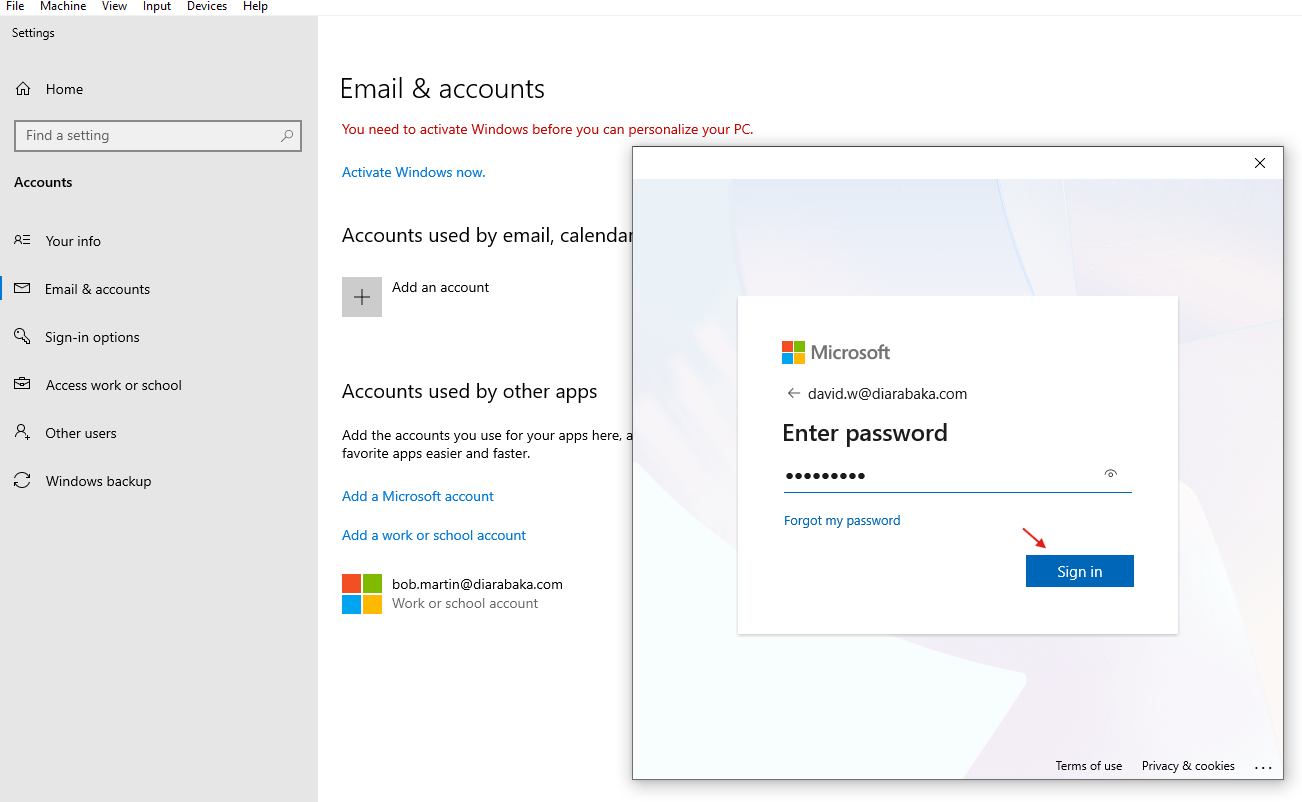 File Machine View Input Devices Help
Settings
Home
Find a setting
Accounts
Your info
Email & accounts
Sign-in options
Access work or school
Other users
Windows backup
Email & accounts
You need to activate Windows before you can personalize your PC.
Activate Windows now.
Accounts used by email, calendar
Add an account
Accounts used by other apps
Add the accounts you use for your apps here, a
favorite apps easier and faster.
Add a Microsoft account
Add a work or school account
bob.martin@diarabaka.com
Work or school account
Microsoft
david.w@diarabaka.com
Enter password
Forgot my password
Sign in
Terms of use Privacy & cookies ...